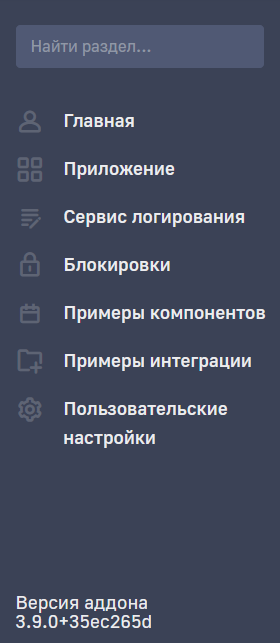 Найти раздел...
Главная
Приложение
Сервис логирования
Блокировки
Примеры компонентов
Примеры интеграции
Пользовательские
настройки
Версия аддона
3.9.0+35ec265d